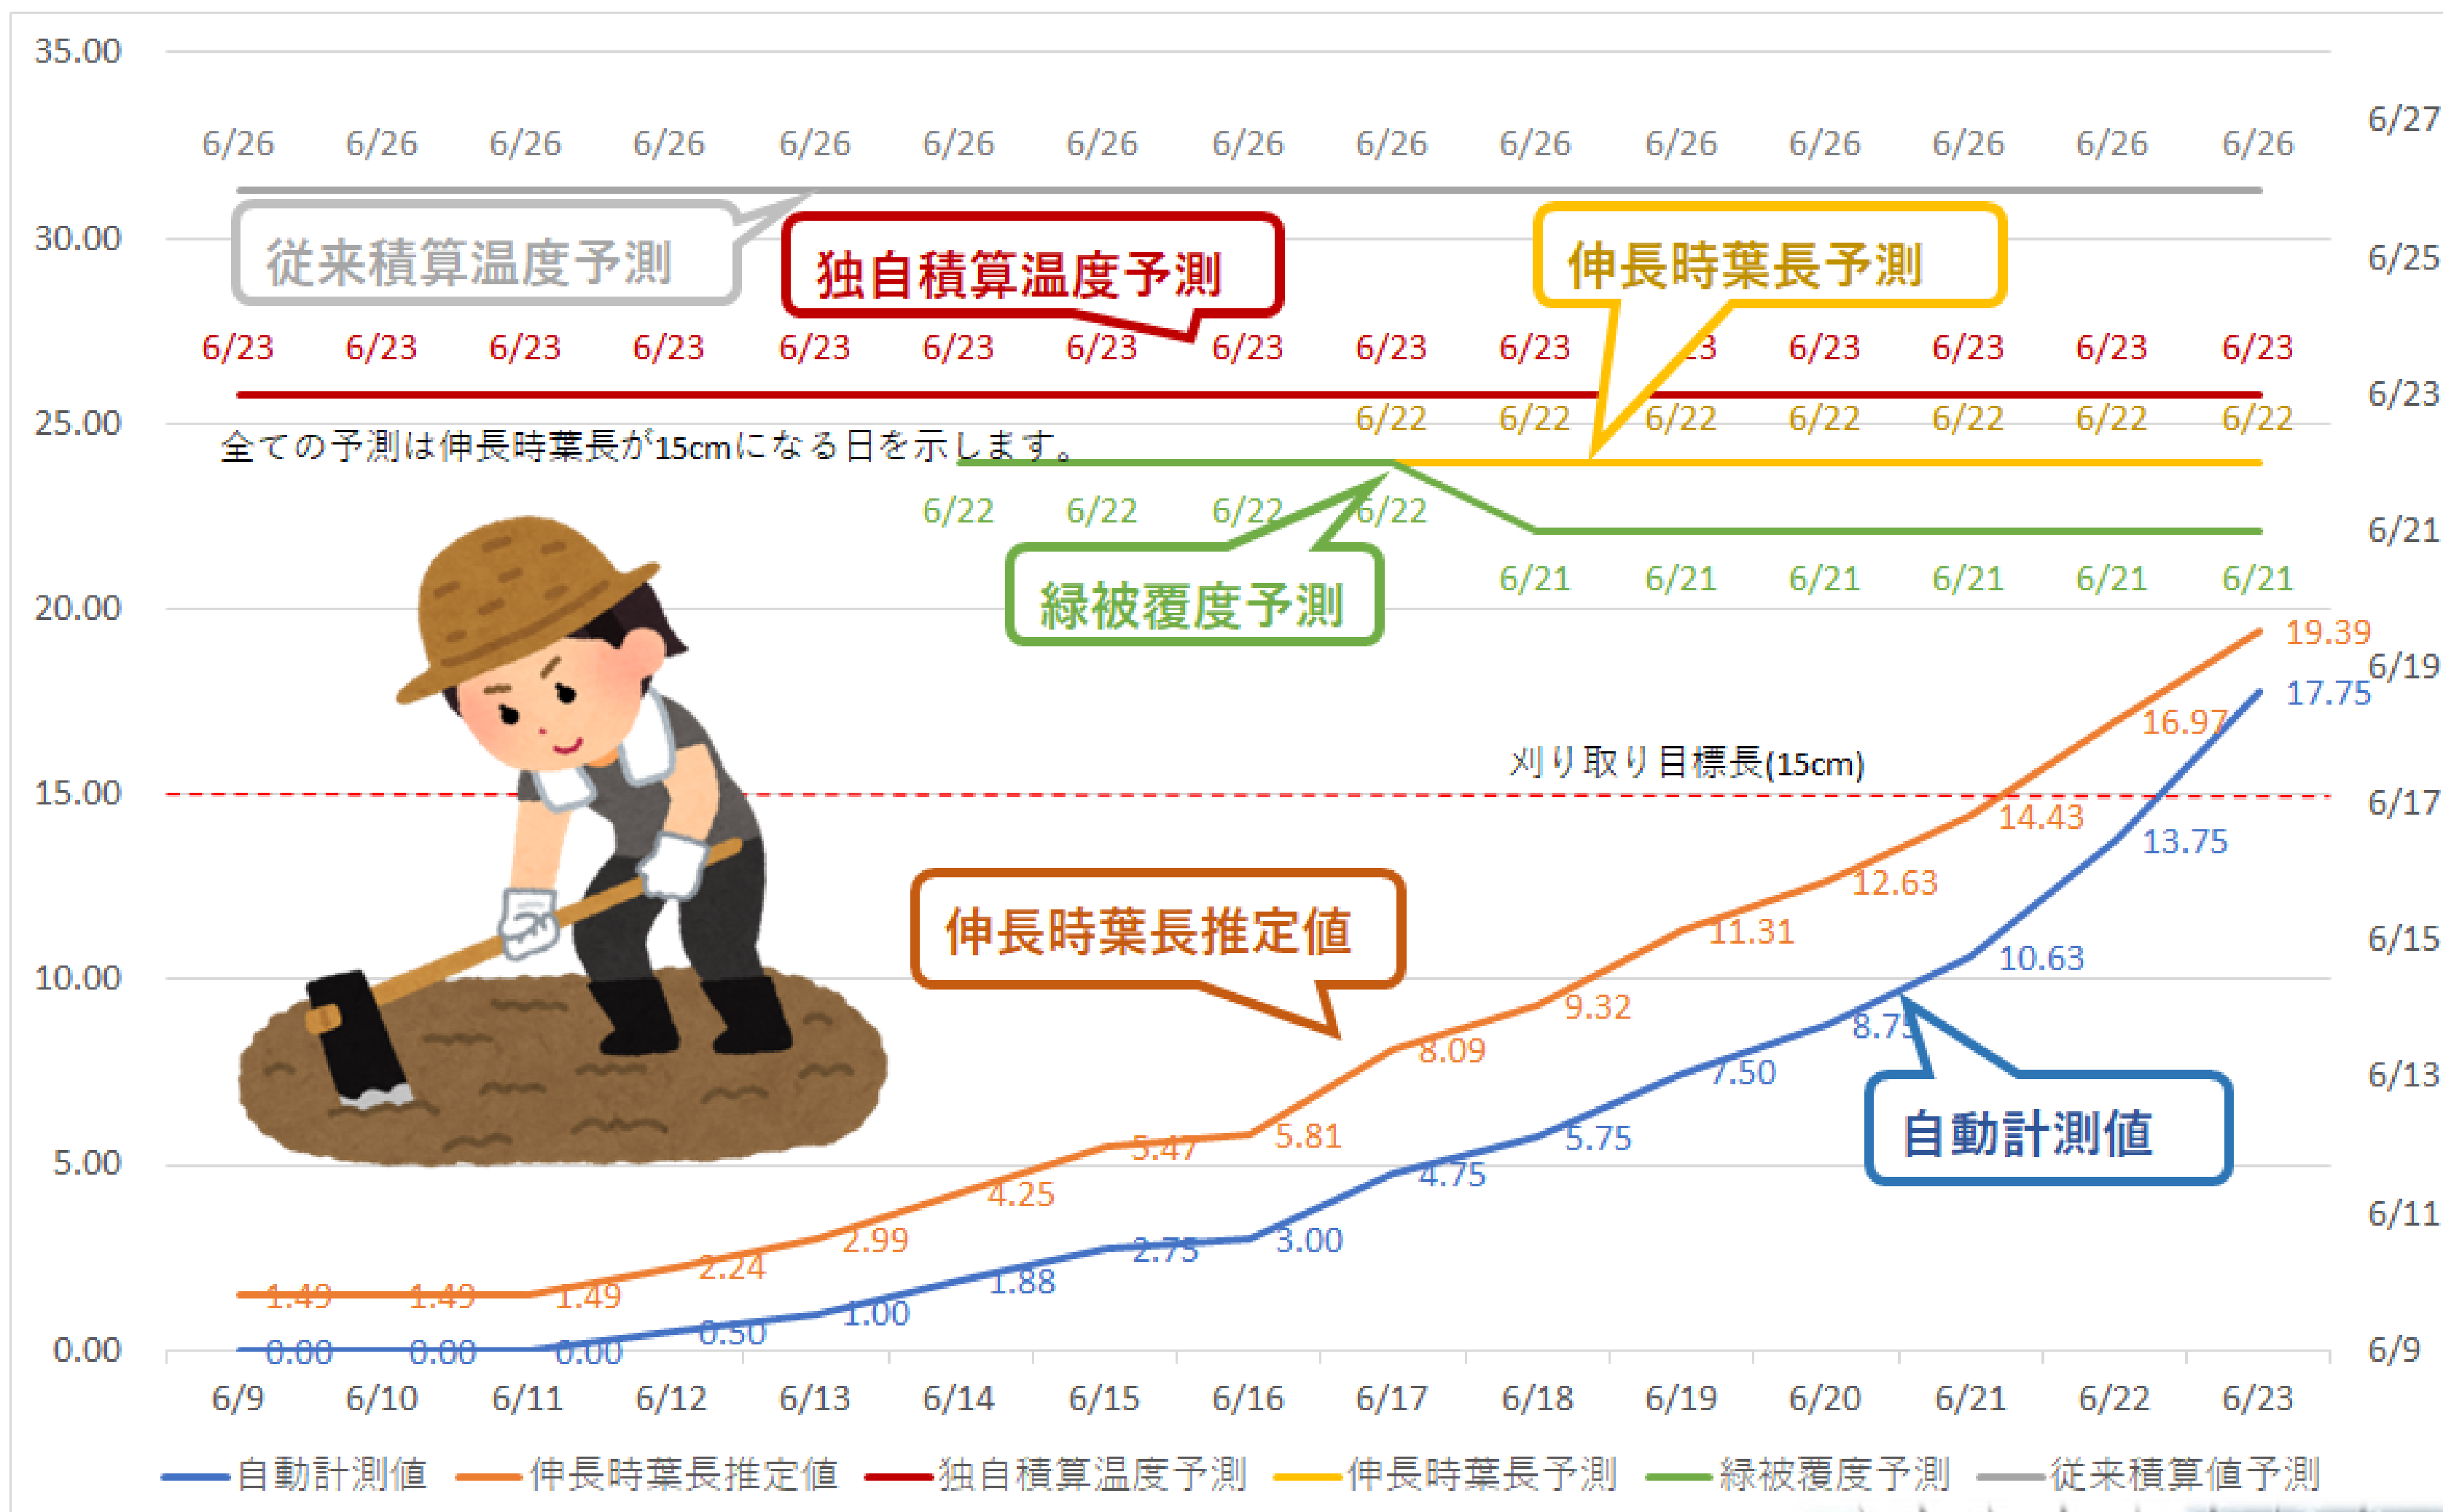 35.00
6/27
6/26 6/26 6/26 6/26 6/26 6/26 6/26 6/26 6/26 6/26 6/26 6/26 6/26 6/26 6/26
30.00
従来積算温度予測
独自積算温度予測
伸長時葉長予測
6/25
6/23 6/23 6/23 6/23 6/23 6/23 6/23 6/23 6/23 6/23 23 6/23 6/23 6/23 6/23
6/23
25.00
6/22 6/22 6/22 6/22 6/22 6/22 6/22
全ての予測は伸長時葉長が15cmになる日を示します。
6/22 6/22 6/22 6/22
6/21
緑被覆度予測
6/21 6/21 6/21 6/21 6/21 6/21
20.00
19.39
6/19
17.75
16.97
刈り取り目標長(15cm)
15.00
6/17
14.43
13.75
12.63
伸長時葉長推定値
11.31
6/15
10.63
10.00
9.32
8.75
8.09
7.50
6/13
自動計測値
5.81
5.75
5.47
4.75
5.00
4.25
6/11
2.99
3.00
2.75
2.24
1.88
1.49 1.49 1.49
1.00
0.50
0.00 0.00 0.00
0.00
6/9
6/9 6/10 6/11 6/12 6/13 6/14 6/15 6/16 6/17 6/18 6/19 6/20 6/21 6/22 6/23
自動計測値 伸長時葉長推定値 独自積算温度予測 伸長時葉長予測 緑被覆度予測 従来積算値予測